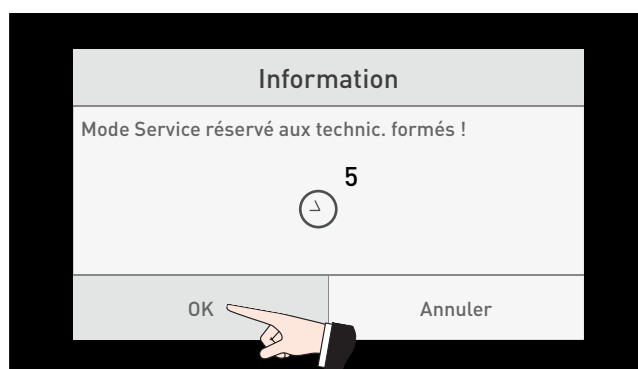 Information
Mode Service réservé aux technic. formés !
5
OK
Annuler